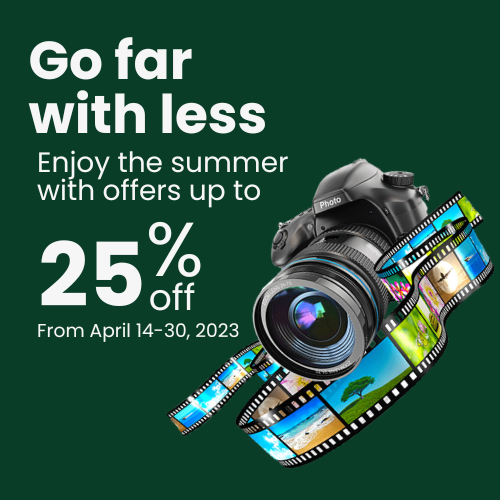 Go far
with less
Enjoy the summer
with offers up to
25%
off
From April 14-30, 2023
Photo